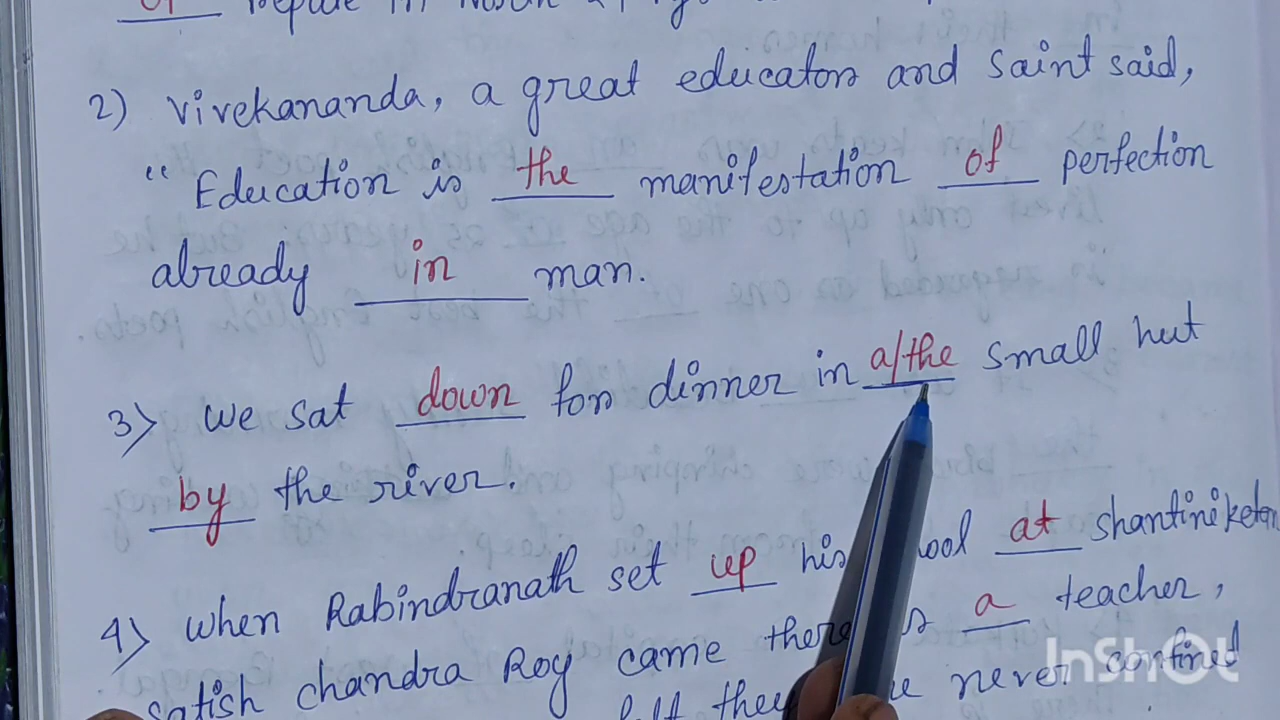 of
2) Vivekananda, a great educator and saint said,
"Education is the manifestation of perfection
already in man.
3) We sat down for dinner in a/the small hut
by the river.
4) When Rabindranath set up his at Shantiniketan
Satish Chandra Roy came there a teacher,
never confined
InShot